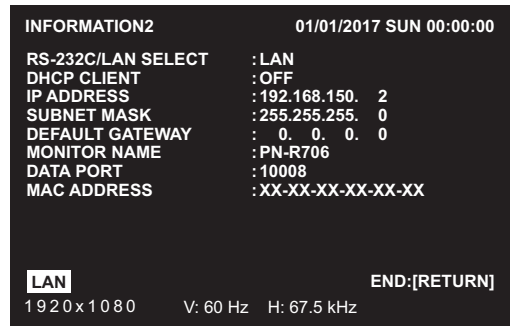 INFORMATION2 01/01/2017 SUN 00:00:00
RS-232C/LAN SELECT :LAN
DHCP CLIENT :OFF
IP ADDRESS :192.168.150. 2
SUBNET MASK :255.255.255. 0
DEFAULT GATEWAY : 0. 0. 0. 0
MONITOR NAME :PN-R706
DATA PORT :10008
MAC ADDRESS :XX-XX-XX-XX-XX-XX
LAN END:[RETURN]
1920x1080 V: 60 Hz H: 67.5 kHz